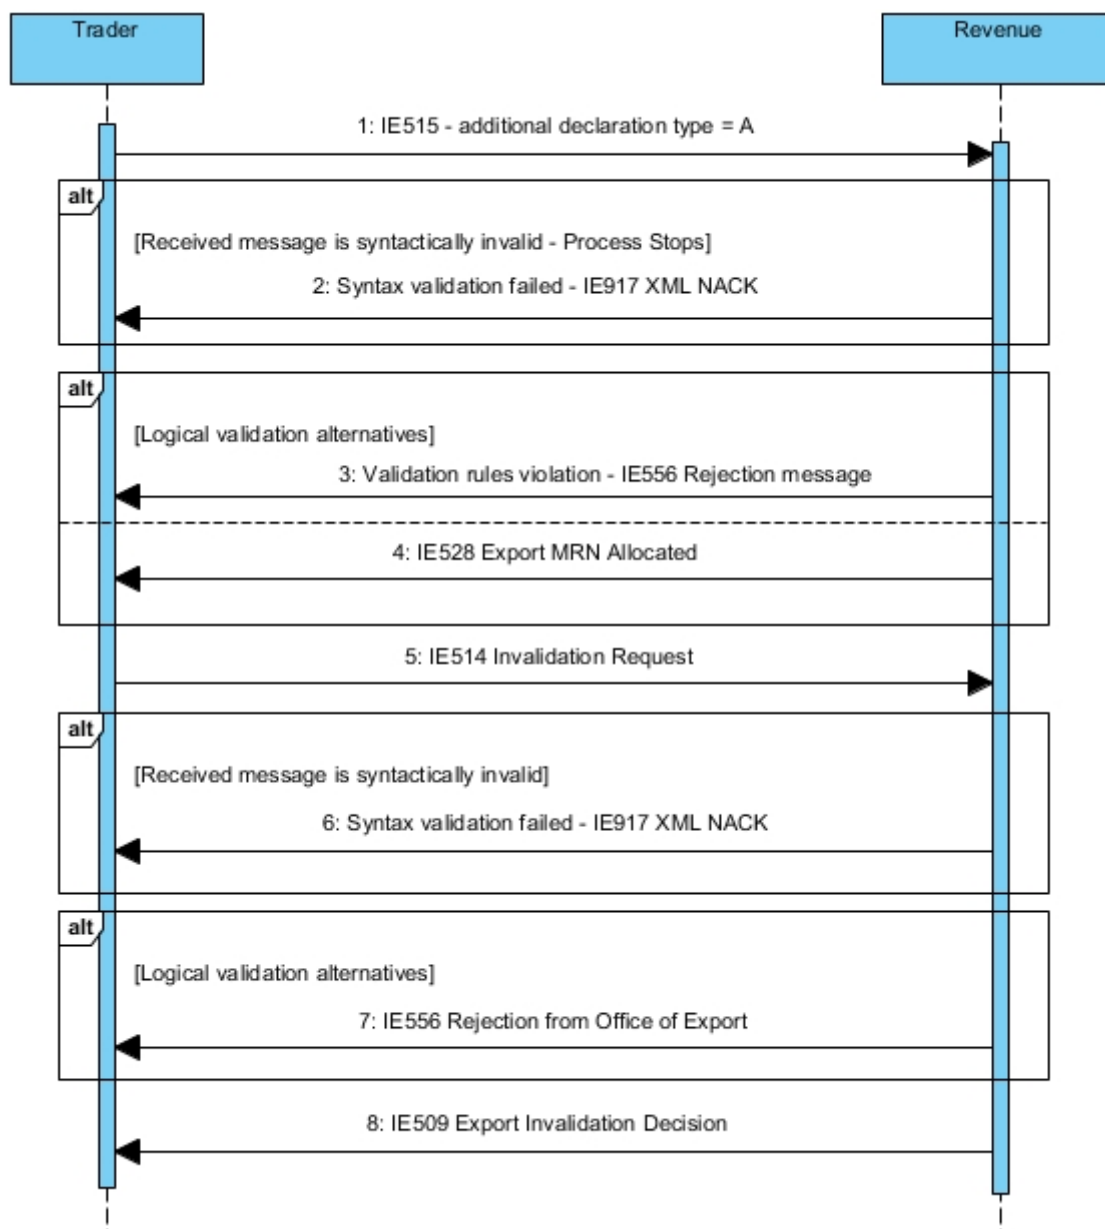 Trader
Revenue
1: IE515 - additional declaration type = A
alt
[Received message is syntactically invalid - Process Stops]
2: Syntax validation failed - IE917 XML NACK
alt
[Logical validation alternatives]
3: Validation rules violation - IE556 Rejection message
4: IE528 Export MRN Allocated
5: IE514 Invalidation Request
alt
[Received message is syntactically invalid]
6: Syntax validation failed - IE917 XML NACK
alt
[Logical validation alternatives]
7: IE556 Rejection from Office of Export
8: IE509 Export Invalidation Decision